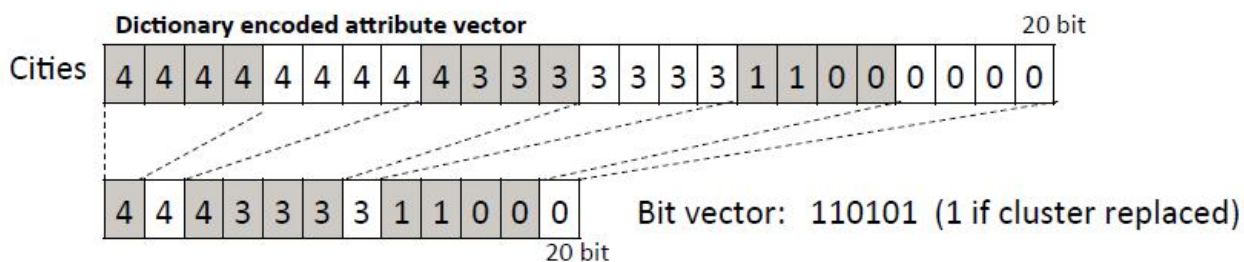 Dictionary encoded attribute vector 20 bit
Cities 4 4 4 4 4 4 4 4 4 3 3 3 3 3 3 3 1 1 0 0 0 0 0 0
4 4 4 3 3 3 3 1 1 0 0 0 Bit vector: 110101 (1 if cluster replaced)
20 bit